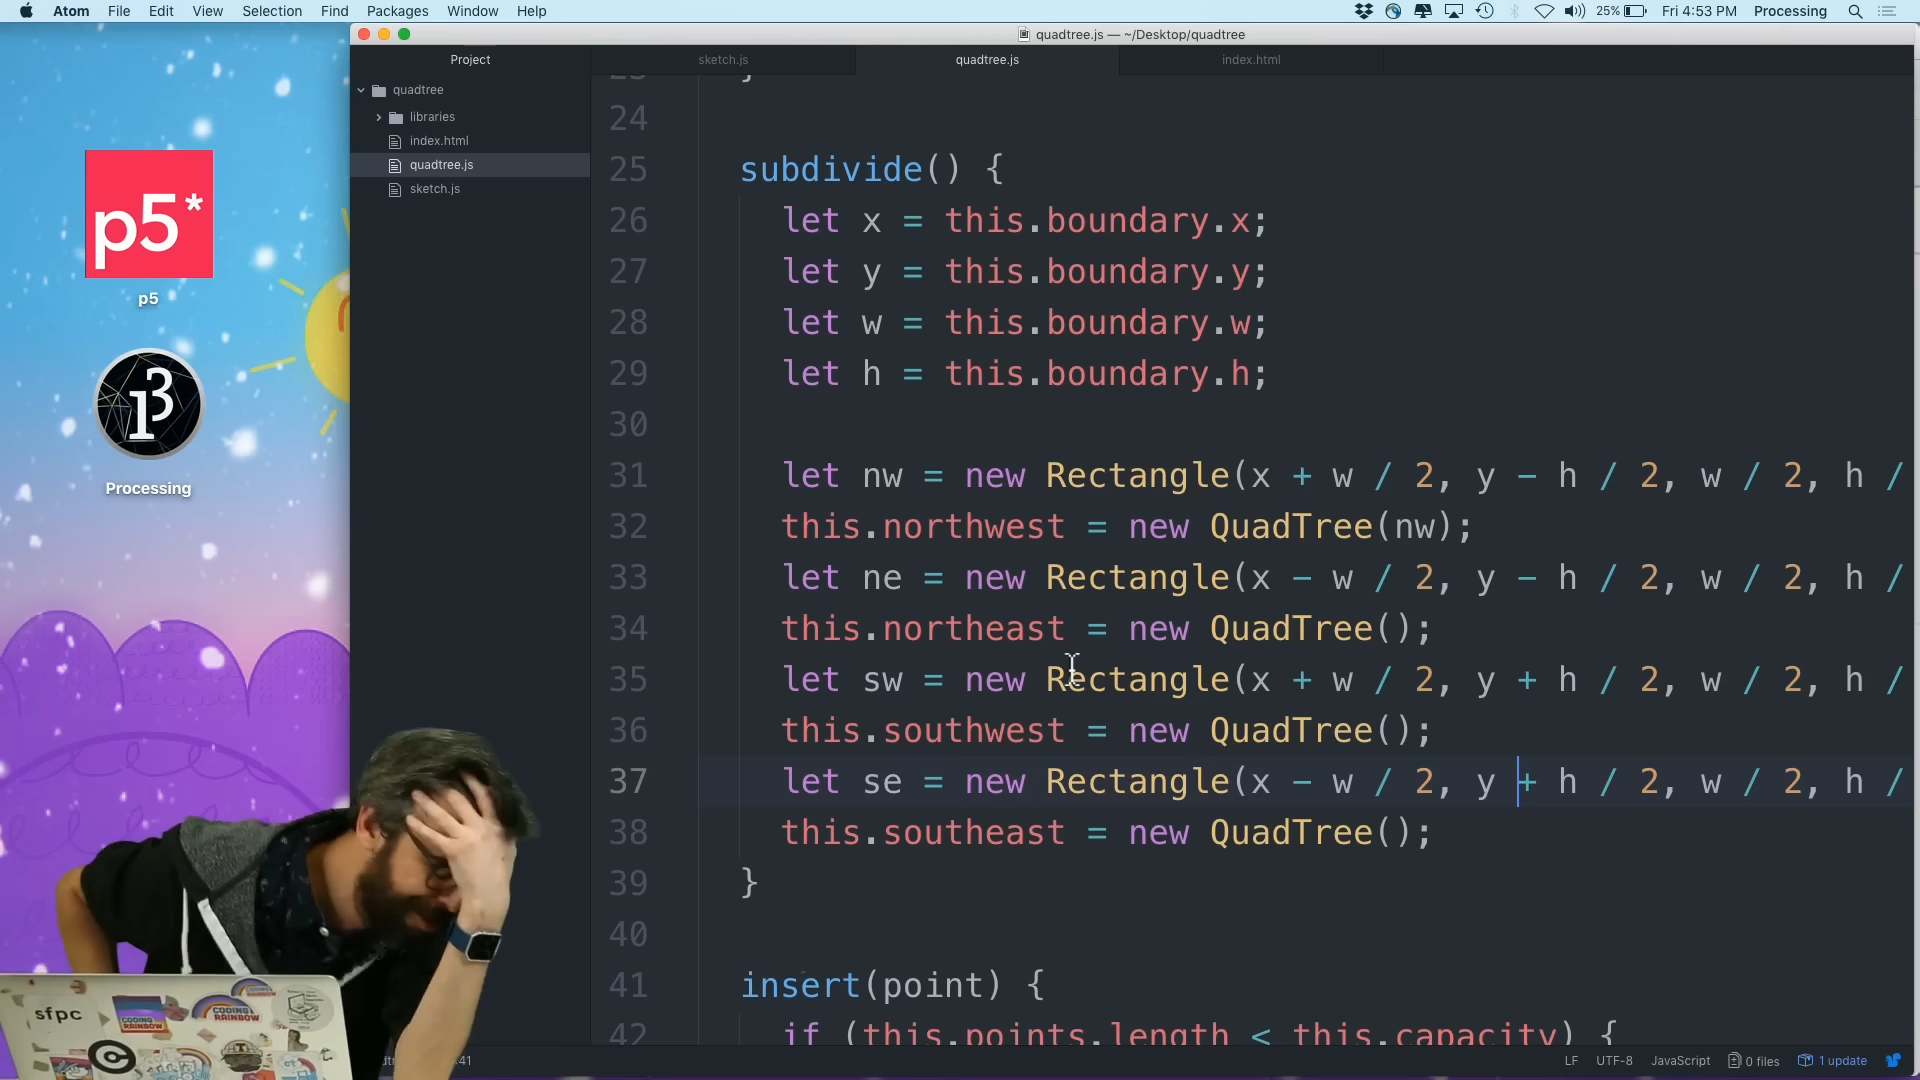 Atom File Edit View Selection Find Packages Window Help
25% Fri 4:53 PM Processing
quadtree.js — ~/Desktop/quadtree
Project
sketch.js quadtree.js index.html
quadtree
libraries
index.html
quadtree.js
sketch.js
p5*
p5
Processing
24
25 subdivide() {
26 let x = this.boundary.x;
27 let y = this.boundary.y;
28 let w = this.boundary.w;
29 let h = this.boundary.h;
30
31 let nw = new Rectangle(x + w / 2, y - h / 2, w / 2, h /
32 this.northwest = new QuadTree(nw);
33 let ne = new Rectangle(x - w / 2, y - h / 2, w / 2, h /
34 this.northeast = new QuadTree();
35 let sw = new Rectangle(x + w / 2, y + h / 2, w / 2, h /
36 this.southwest = new QuadTree();
37 let se = new Rectangle(x - w / 2, y + h / 2, w / 2, h /
38 this.southeast = new QuadTree();
39 }
40
41 insert(point) {
42 if (this.points.length < this.capacity) {
sfpc
CODING RAINBOW
LF UTF-8 JavaScript 0 files 1 update